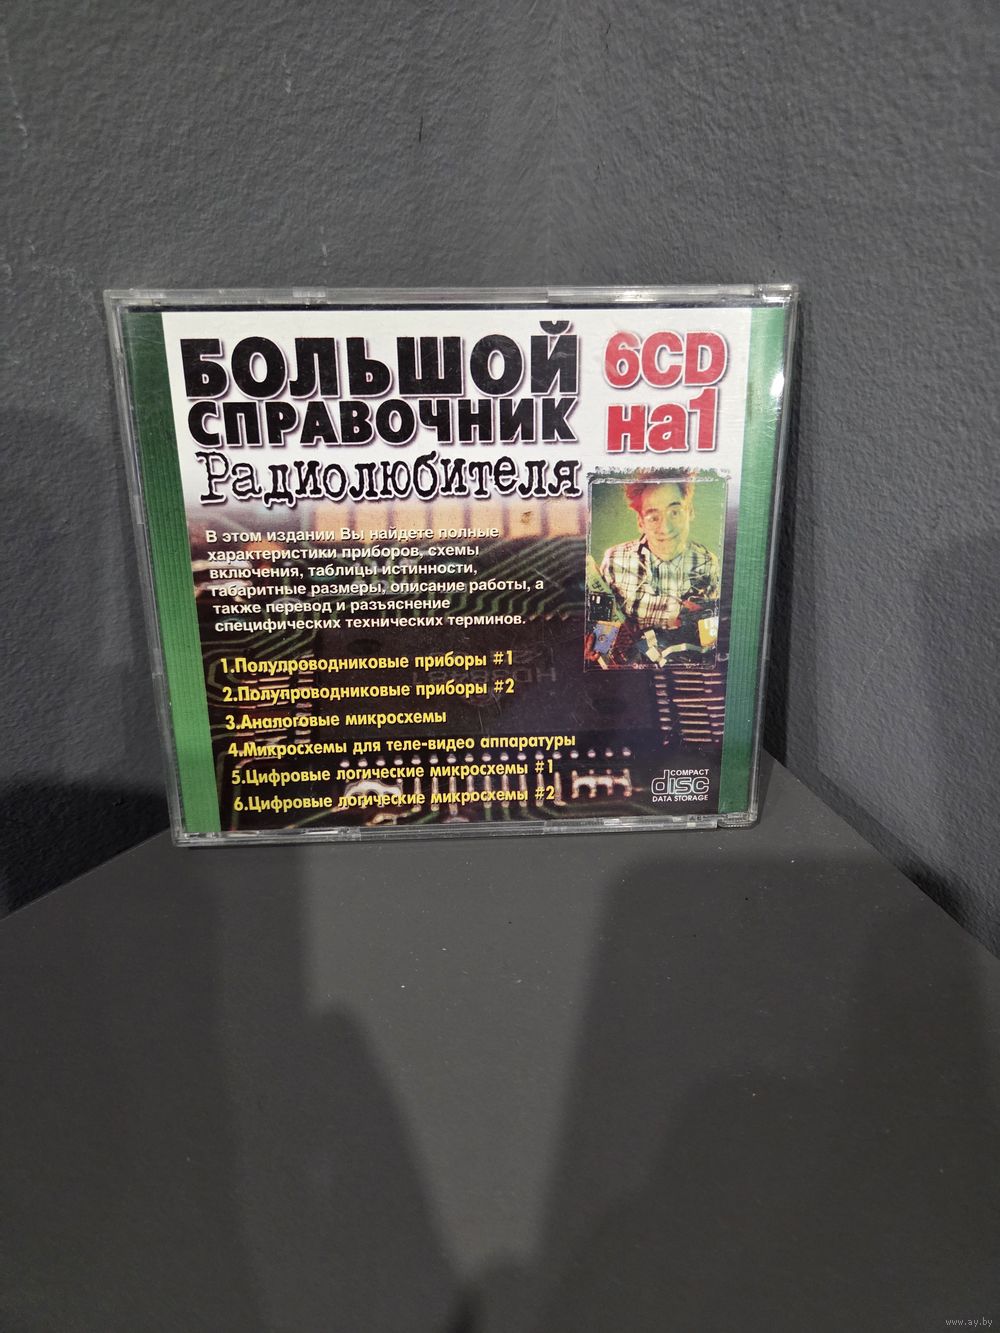 БОЛЬШОЙ
СПРАВОЧНИК
Радиолюбителя
6CD
на1
В этом издании Вы найдете полные
характеристики приборов, схемы
включения, таблицы истинности,
габаритные размеры, описание работы, а
также перевод и разъяснение
специфических технических терминов.
1.Полупроводниковые приборы #1
2.Полупроводниковые приборы #2
3.Аналоговые микросхемы
4.Микросхемы для теле-видео аппаратуры
5.Цифровые логические микросхемы #1
6.Цифровые логические микросхемы #2
COMPACT
disc
DATA STORAGE
www.ay.by